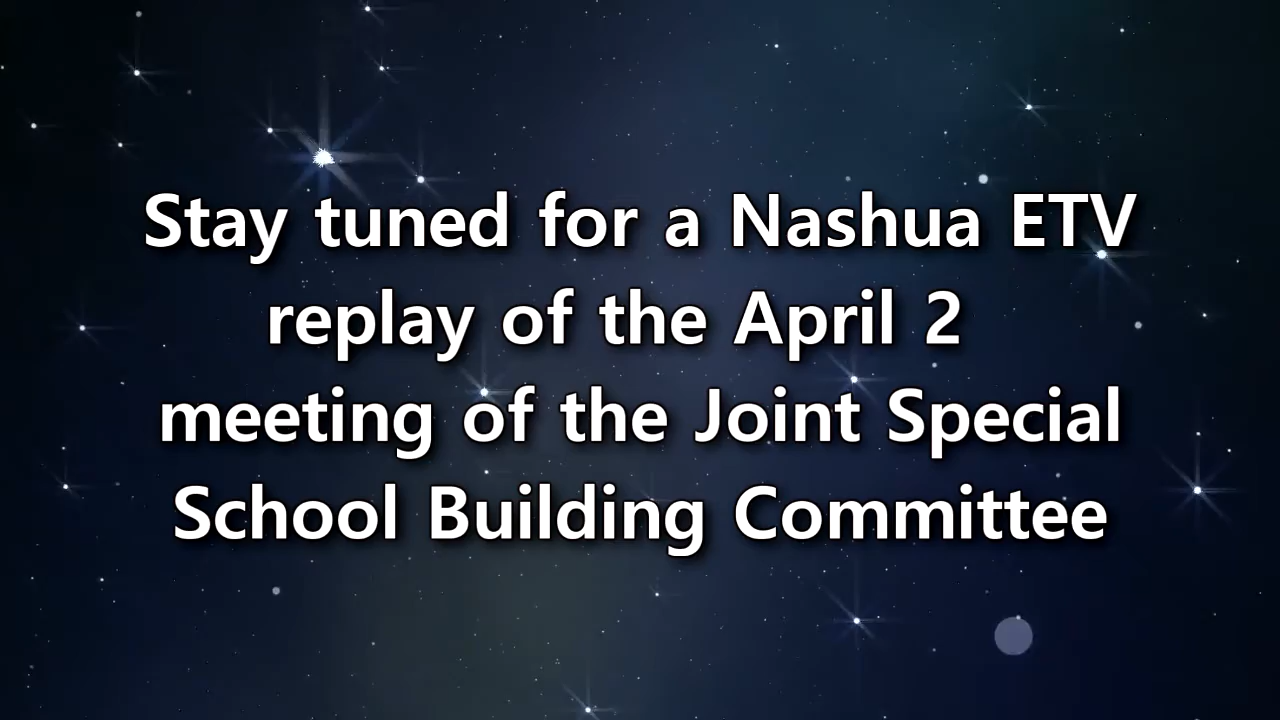 Stay tuned for a Nashua ETV
replay of the April 2
meeting of the Joint Special
School Building Committee